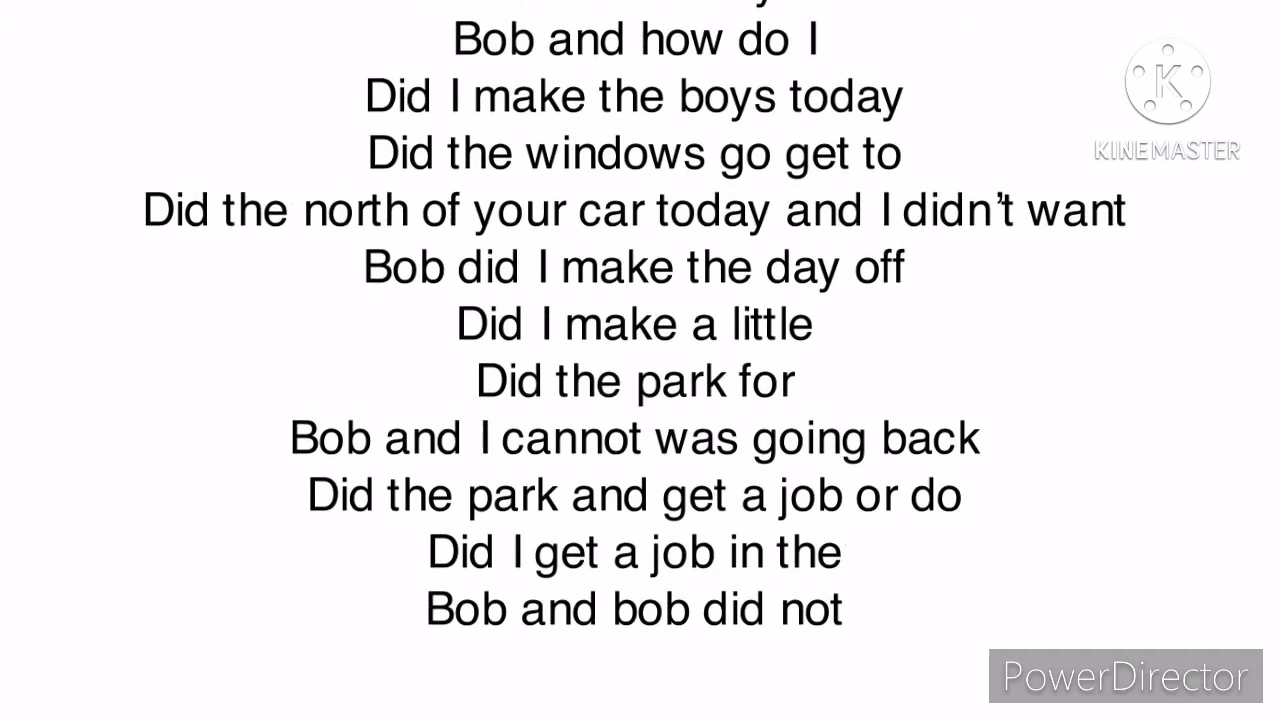 Bob and how do I
Did I make the boys today
Did the windows go get to
Did the north of your car today and I didn't want
Bob did I make the day off
Did I make a little
Did the park for
Bob and I cannot was going back
Did the park and get a job or do
Did I get a job in the
Bob and bob did not
K
KINEMASTER
PowerDirector